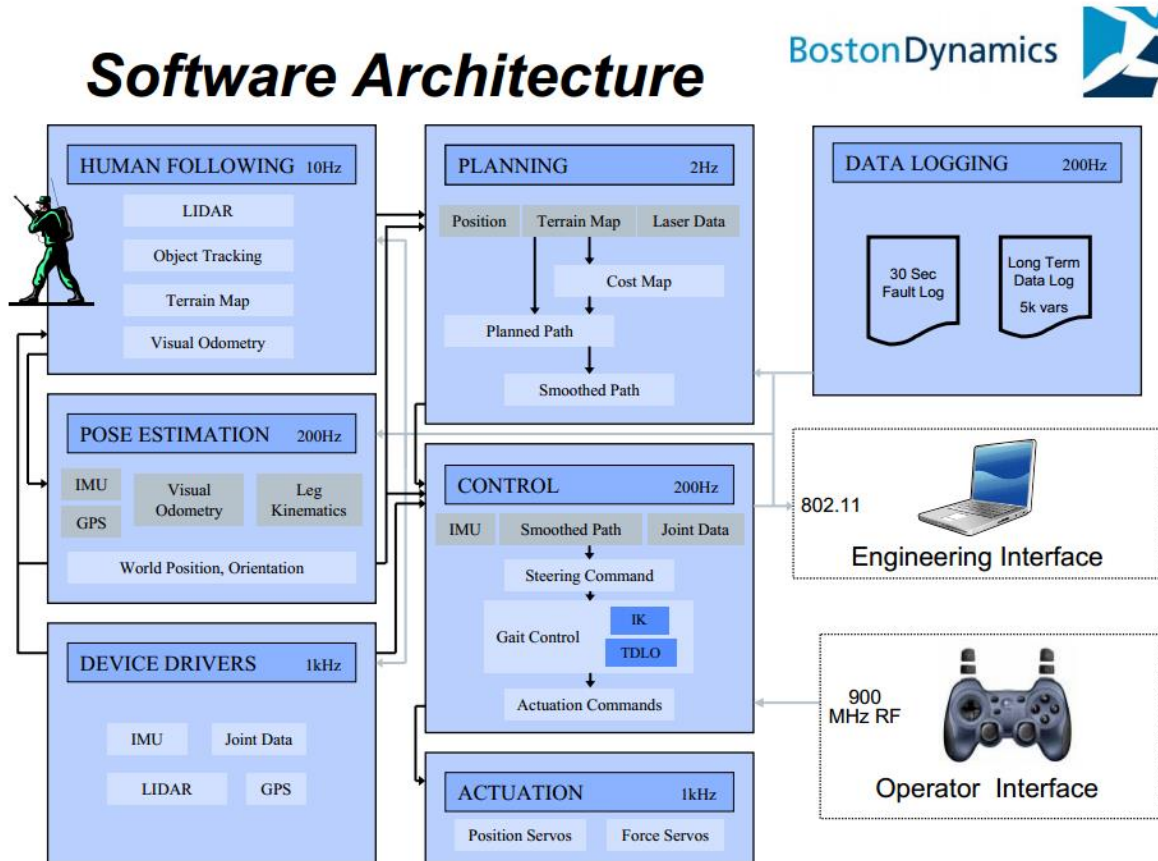 Software Architecture
BostonDynamics
HUMAN FOLLOWING 10Hz
LIDAR
Object Tracking
Terrain Map
Visual Odometry
POSE ESTIMATION 200Hz
IMU
GPS
Visual
Odometry
Leg
Kinematics
World Position, Orientation
DEVICE DRIVERS 1kHz
IMU
Joint Data
LIDAR
GPS
PLANNING 2Hz
Position
Terrain Map
Laser Data
Cost Map
Planned Path
Smoothed Path
CONTROL 200Hz
IMU
Smoothed Path
Joint Data
Steering Command
Gait Control
IK
TDLO
Actuation Commands
ACTUATION 1kHz
Position Servos
Force Servos
DATA LOGGING 200Hz
30 Sec
Fault Log
Long Term
Data Log
5k vars
802.11
Engineering Interface
900
MHz RF
Operator Interface